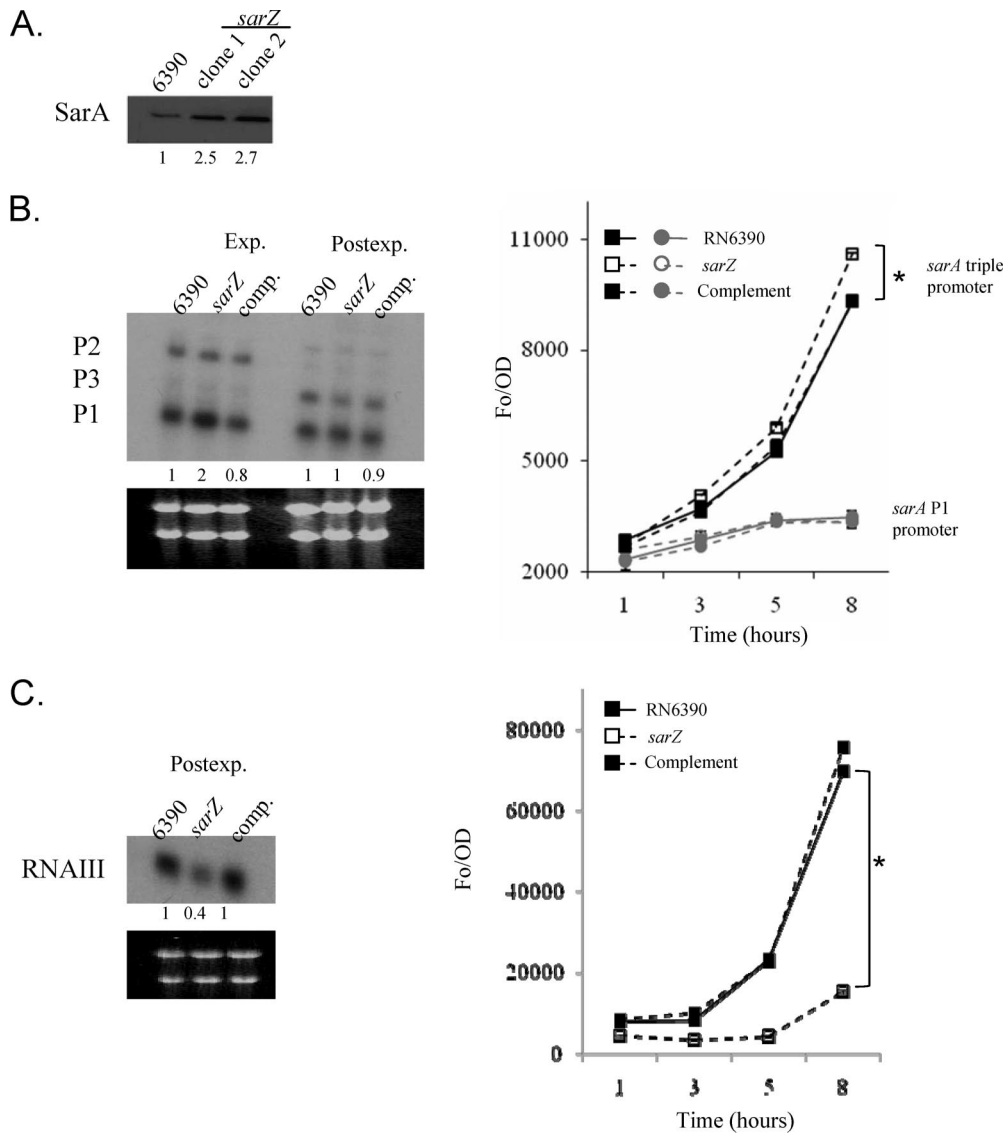 A.
sarZ
6390
clone 1
clone 2
SarA
1 2.5 2.7
B.
Exp. Postexp.
6390 sarZ comp. 6390 sarZ comp.
P2
P3
P1
1 2 0.8 1 1 0.9
RN6390
sarZ
Complement
11000
8000
5000
2000
Fo/OD
*
sarA triple
promoter
sarA P1
promoter
1 3 5 8
Time (hours)
C.
Postexp.
6390 sarZ comp.
RNAIII
1 0.4 1
RN6390
sarZ
Complement
80000
60000
40000
20000
0
Fo/OD
*
1 3 5 8
Time (hours)